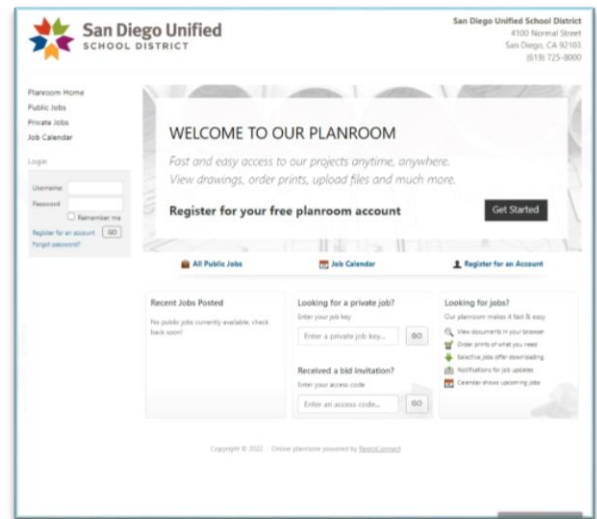 San Diego Unified
SCHOOL DISTRICT
San Diego Unified School District
4100 Normal Street
San Diego, CA 92103
(619) 725-8000
Planroom Home
Public Jobs
Private Jobs
Job Calendar
Login
Username
Password
Remember me
Register for an account GO
Forgot password?
WELCOME TO OUR PLANROOM
Fast and easy access to our projects anytime, anywhere.
View drawings, order prints, upload files and much more.
Register for your free planroom account
Get Started
All Public Jobs
Job Calendar
Register for an Account
Recent Jobs Posted
No public jobs currently available, check
back soon!
Looking for a private job?
Enter your job key
Enter a private job key... GO
Received a bid invitation?
Enter your access code
Enter an access code... GO
Looking for jobs?
Our planroom makes it fast & easy
View documents in your browser
Order prints of what you need
Selective jobs offer downloading
Notifications for job updates
Calendar shows upcoming jobs
Copyright © 2022 Online planroom powered by ReproConnect